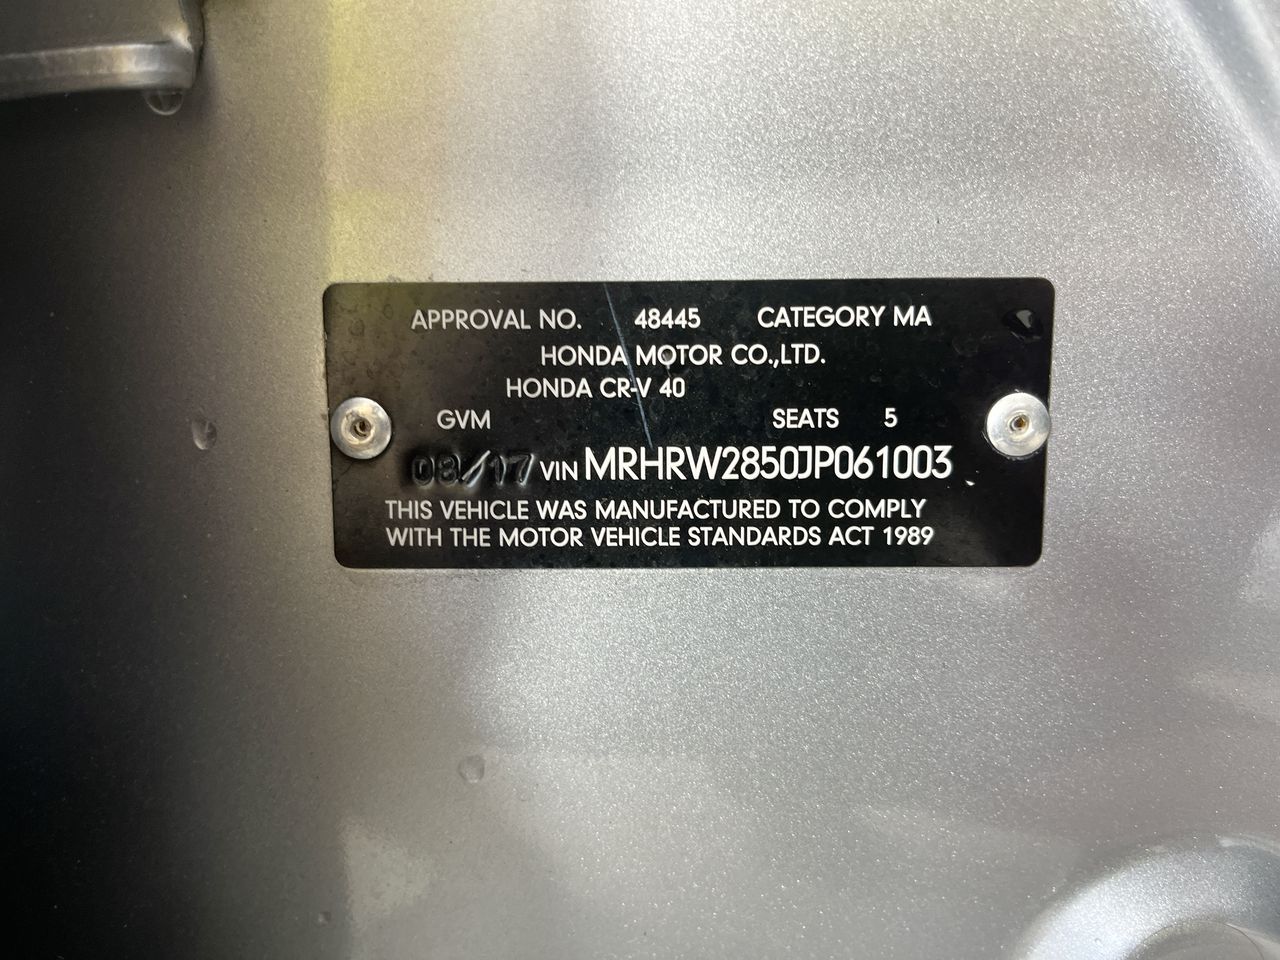 APPROVAL NO. 48445 CATEGORY MA
HONDA MOTOR CO.,LTD.
HONDA CR-V 40
GVM SEATS 5
08/17 VIN MRHRW2850JP061003
THIS VEHICLE WAS MANUFACTURED TO COMPLY
WITH THE MOTOR VEHICLE STANDARDS ACT 1989